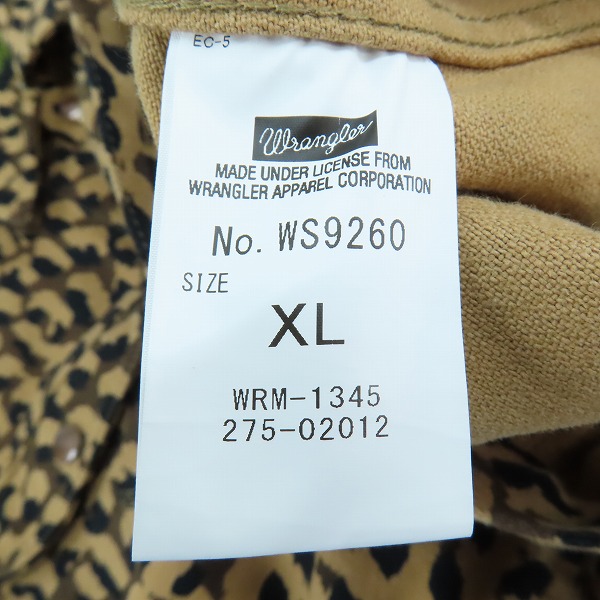 EC-5
Wrangler
MADE UNDER LICENSE FROM
WRANGLER APPAREL CORPORATION
No. WS9260
SIZE
XL
WRM-1345
275-02012